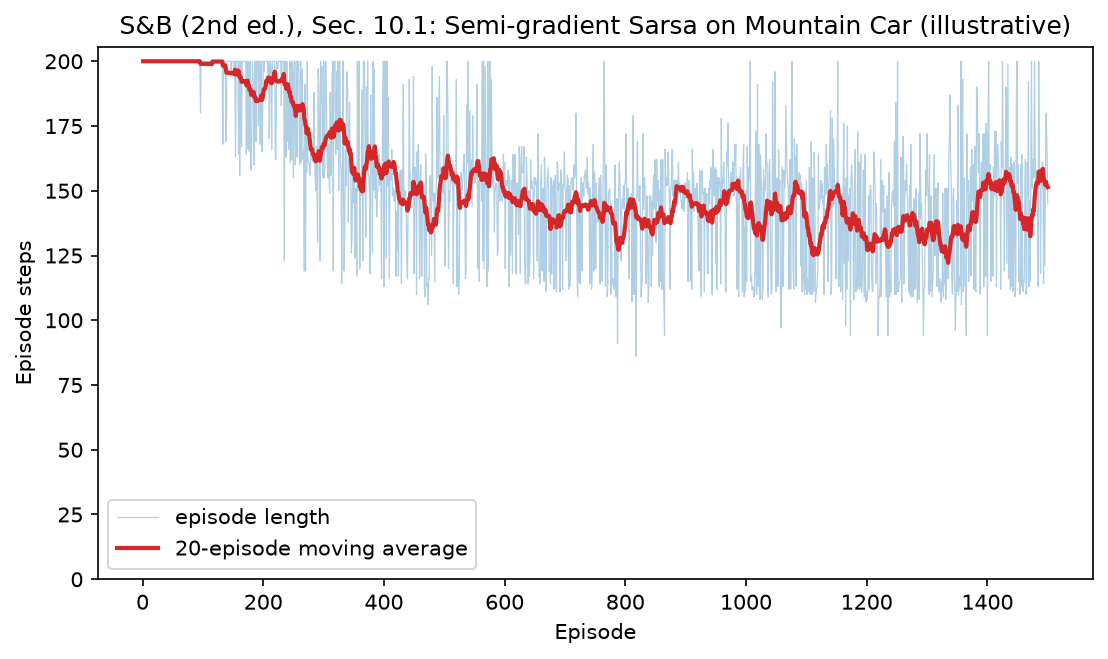 S&B (2nd ed.), Sec. 10.1: Semi-gradient Sarsa on Mountain Car (illustrative)
200
175
150
125
100
75
50
25
0
Episode steps
episode length
20-episode moving average
0 200 400 600 800 1000 1200 1400
Episode